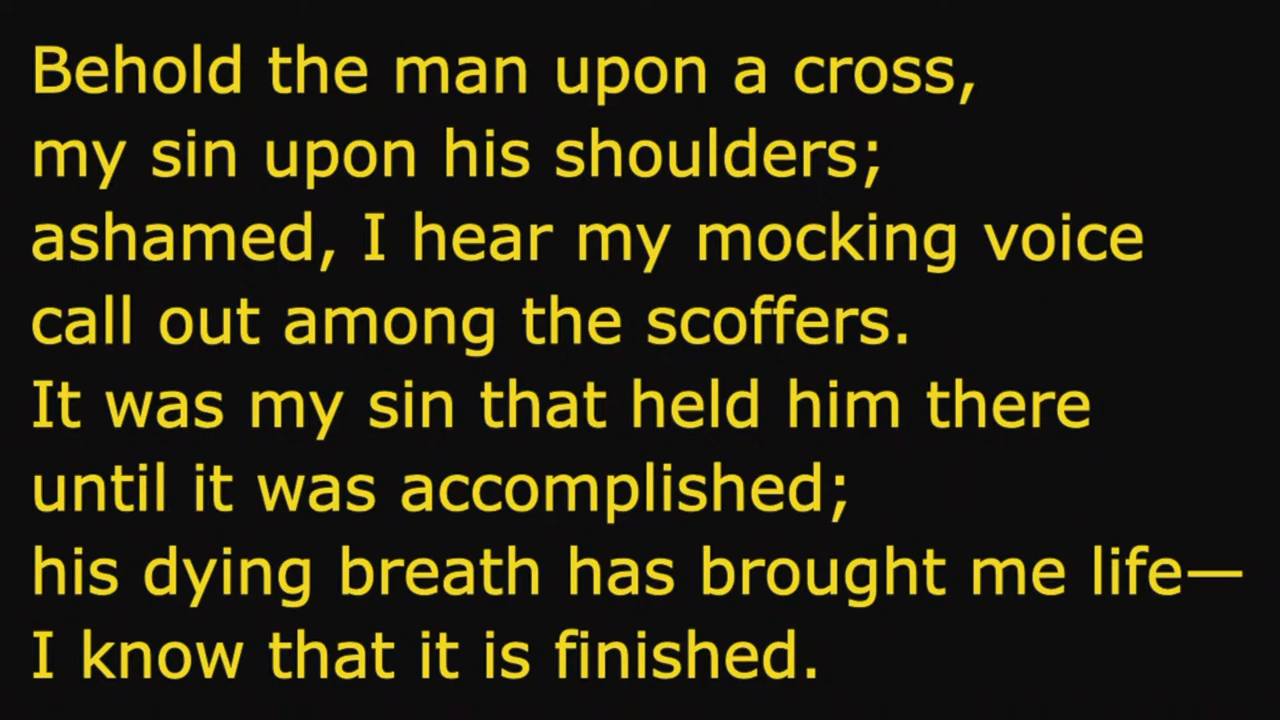 Behold the man upon a cross,
my sin upon his shoulders;
ashamed, I hear my mocking voice
call out among the scoffers.
It was my sin that held him there
until it was accomplished;
his dying breath has brought me life—
I know that it is finished.